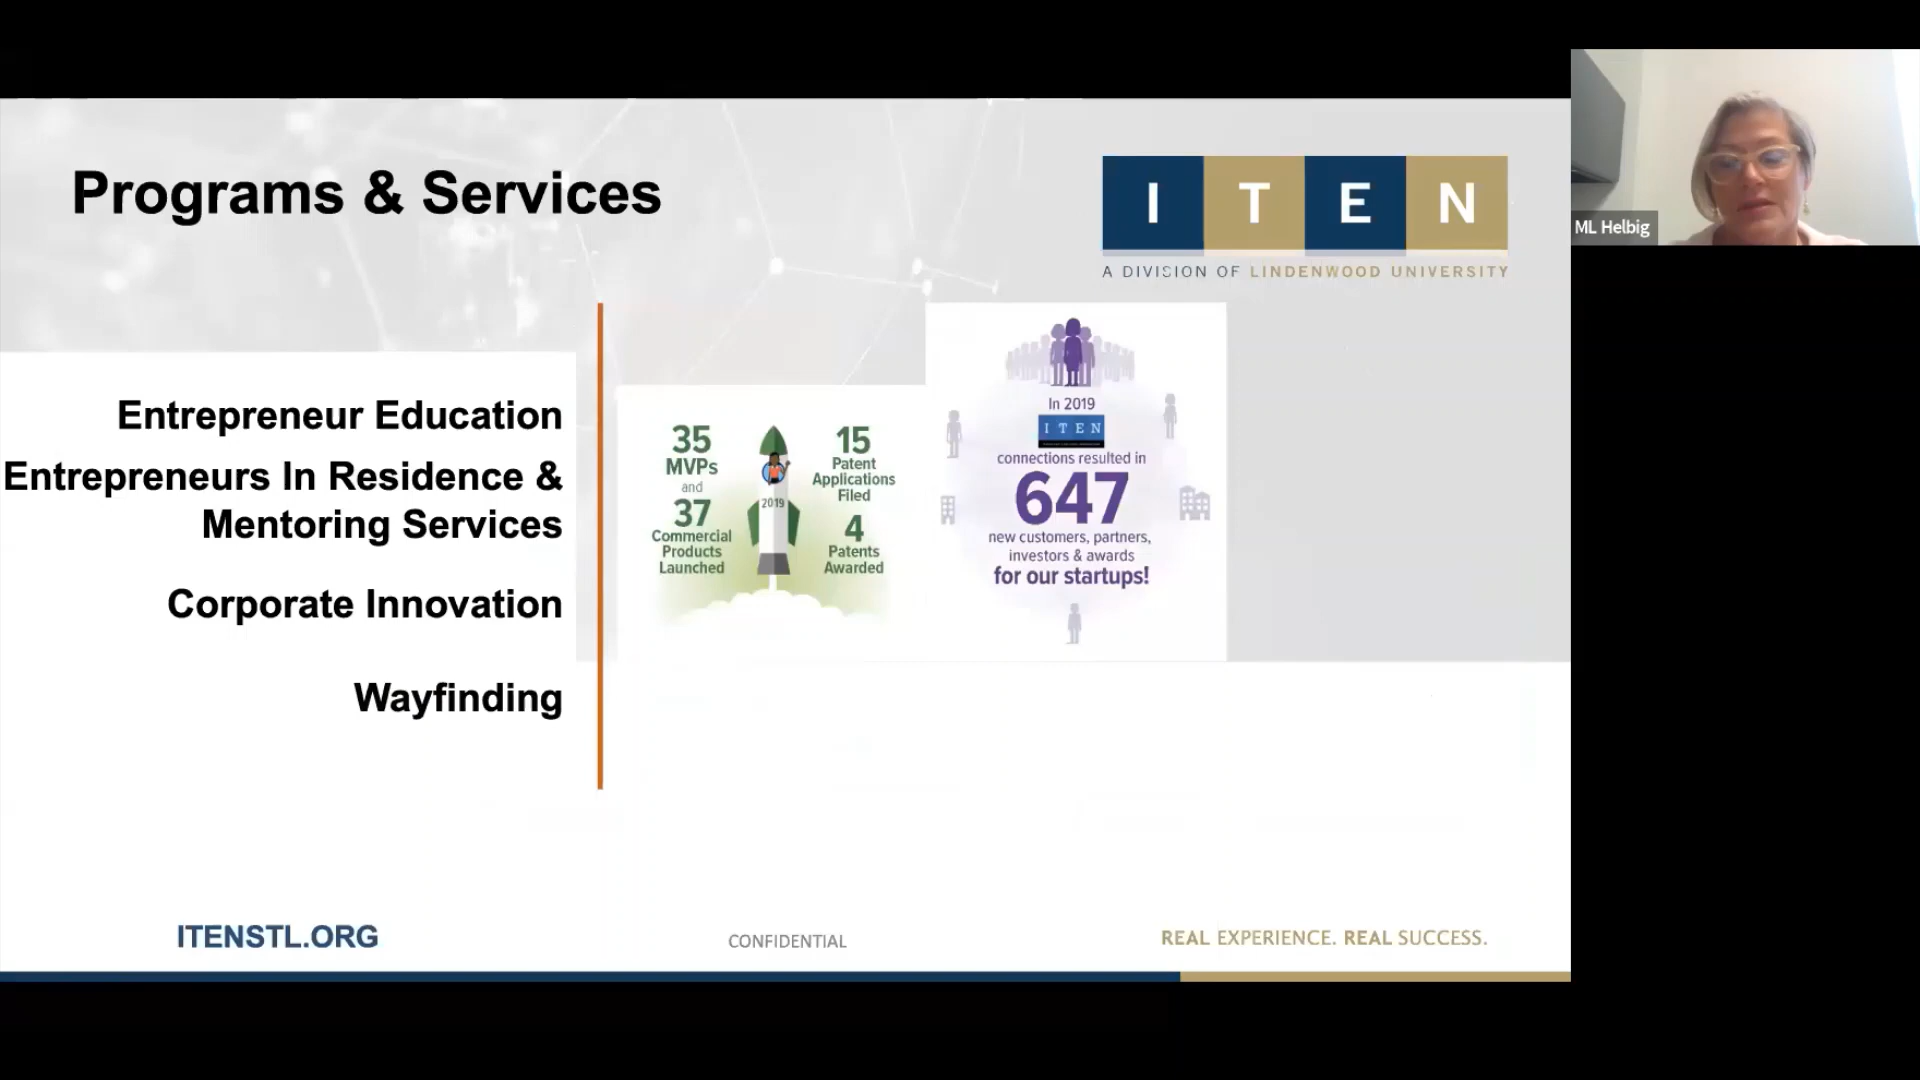 Programs & Services
I T E N
A DIVISION OF LINDENWOOD UNIVERSITY
ML Helbig
Entrepreneur Education
Entrepreneurs In Residence &
Mentoring Services
Corporate Innovation
Wayfinding
35
MVPs
and
37
Commercial
Products
Launched
2019
15
Patent
Applications
Filed
4
Patents
Awarded
In 2019
I T E N
connections resulted in
647
new customers, partners,
investors & awards
for our startups!
ITENSTL.ORG
CONFIDENTIAL
REAL EXPERIENCE. REAL SUCCESS.